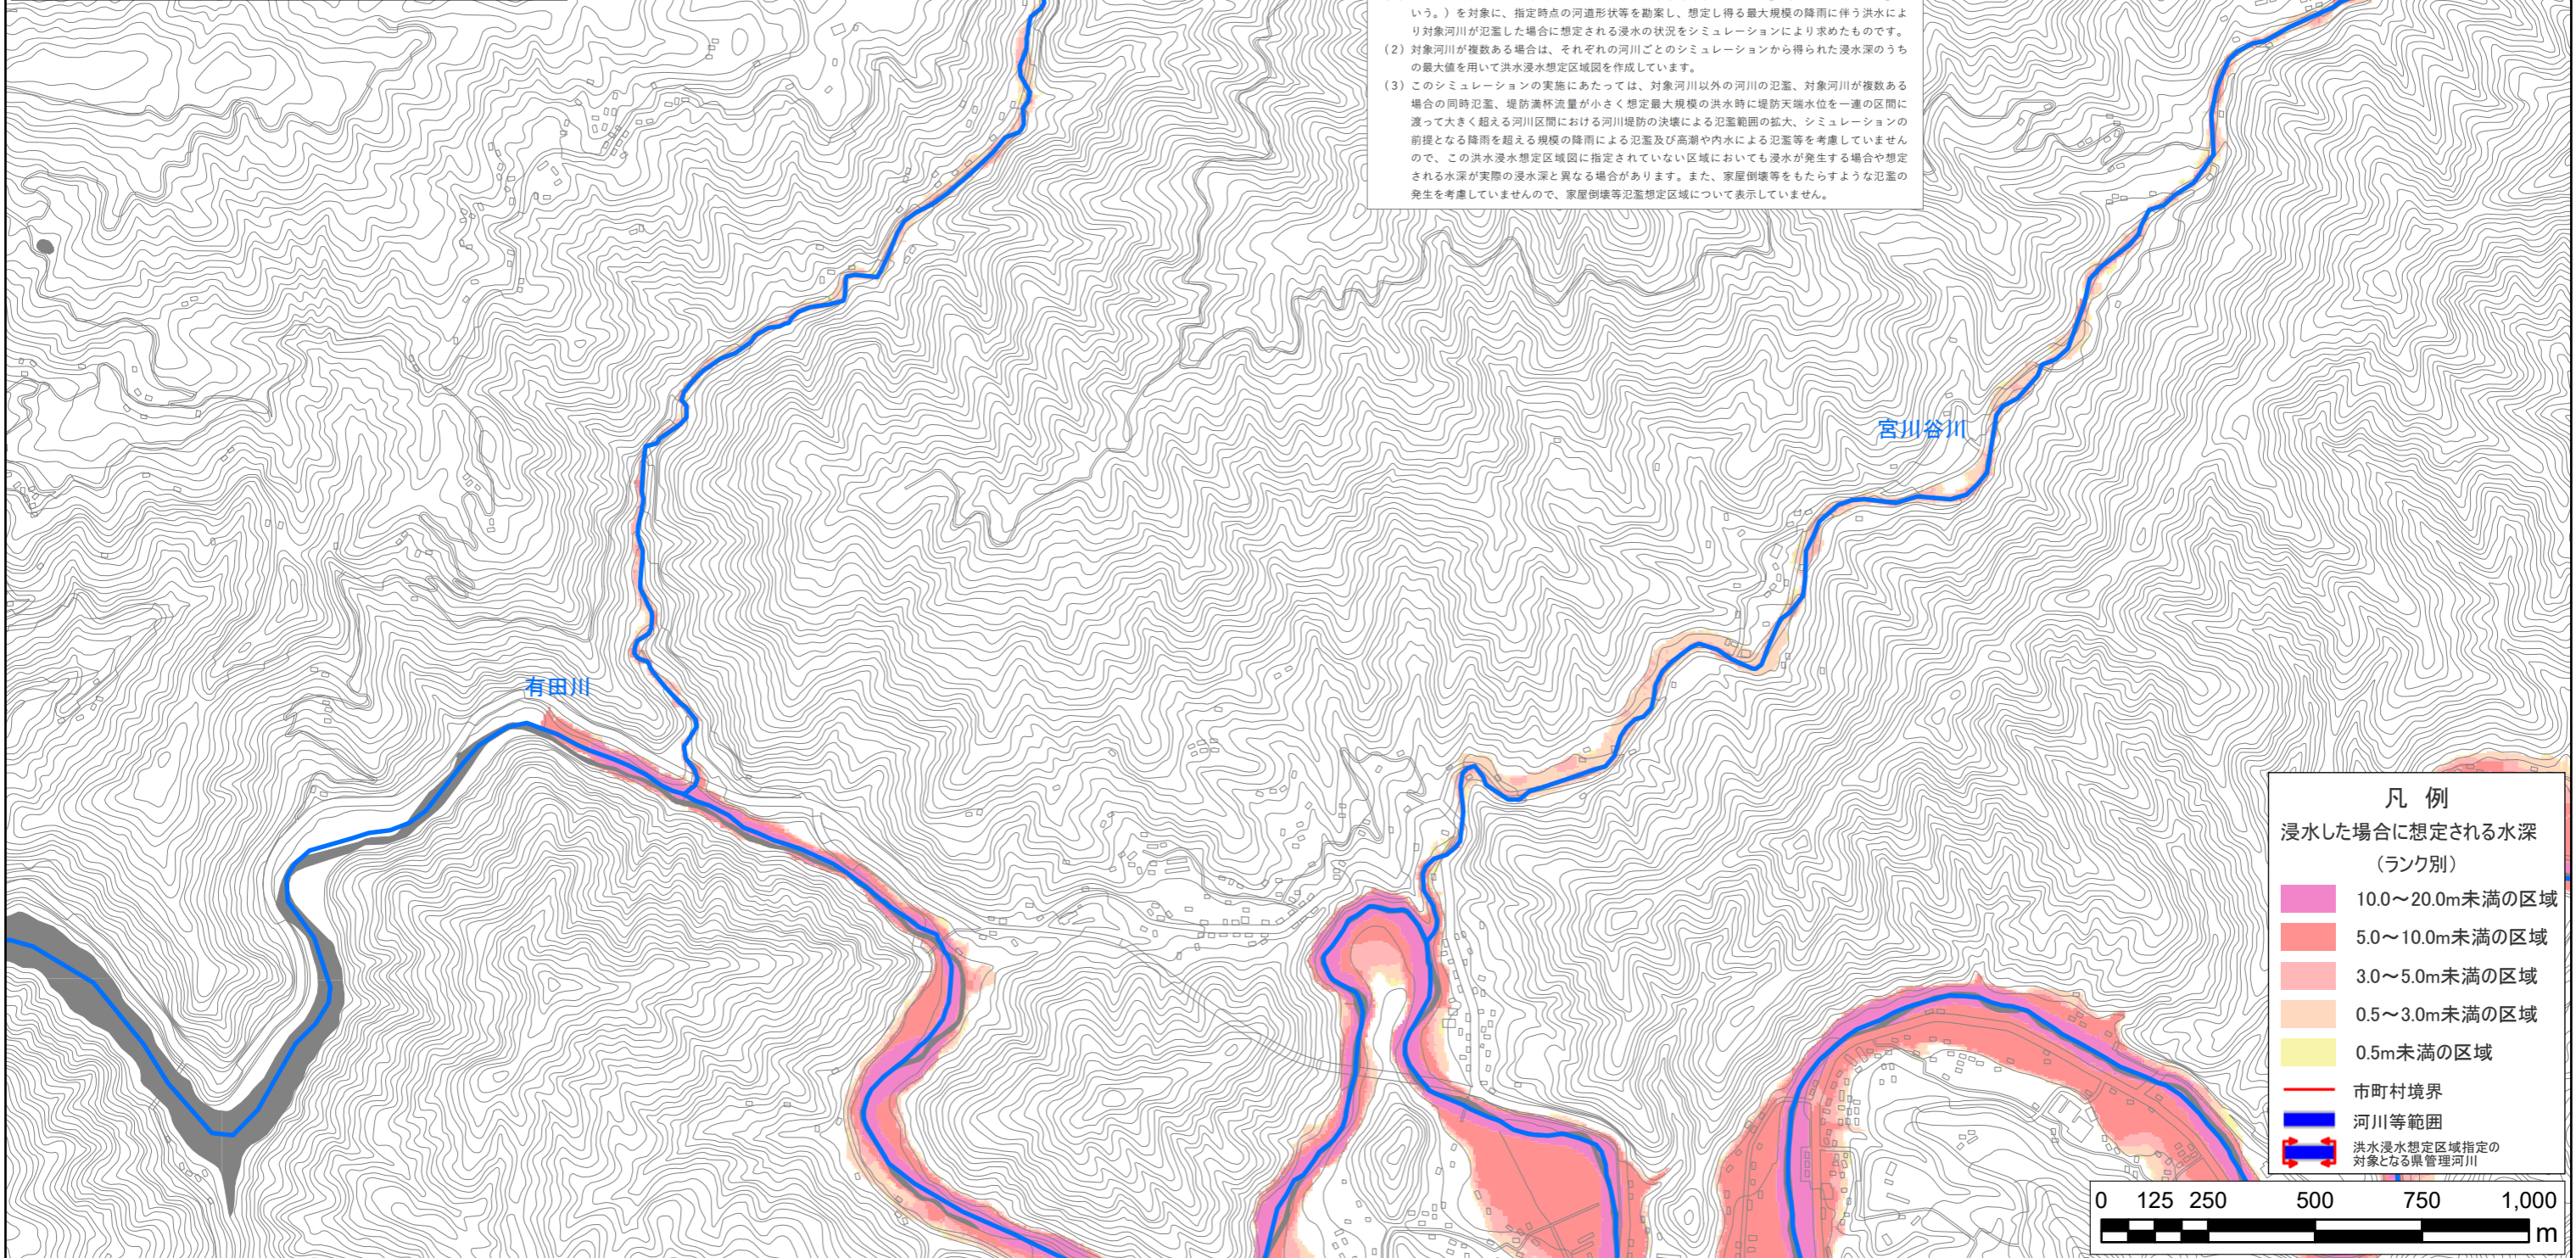 いう。）を対象に、指定時点の河道形状等を勘案し、想定し得る最大規模の降雨に伴う洪水によ
り対象河川が氾濫した場合に想定される浸水の状況をシミュレーションにより求めたものです。
（2）対象河川が複数ある場合は、それぞれの河川ごとのシミュレーションから得られた浸水深のうち
の最大値を用いて洪水浸水想定区域図を作成しています。
（3）このシミュレーションの実施にあたっては、対象河川以外の河川の氾濫、対象河川が複数ある
場合の同時氾濫、堤防満杯流量が小さく想定最大規模の洪水時に堤防天端水位を一連の区間に
渡って大きく超える河川区間における河川堤防の決壊による氾濫範囲の拡大、シミュレーションの
前提となる降雨を超える規模の降雨による氾濫及び高潮や内水による氾濫等を考慮していません
ので、この洪水浸水想定区域図に指定されていない区域においても浸水が発生する場合や想定
される水深が実際の浸水深と異なる場合があります。また、家屋倒壊等をもたらすような氾濫の
発生を考慮していませんので、家屋倒壊等氾濫想定区域について表示していません。
宮川谷川
有田川
凡 例
浸水した場合に想定される水深
（ランク別）
10.0～20.0m未満の区域
5.0～10.0m未満の区域
3.0～5.0m未満の区域
0.5～3.0m未満の区域
0.5m未満の区域
市町村境界
河川等範囲
洪水浸水想定区域指定の
対象となる県管理河川
0 125 250 500 750 1,000
m